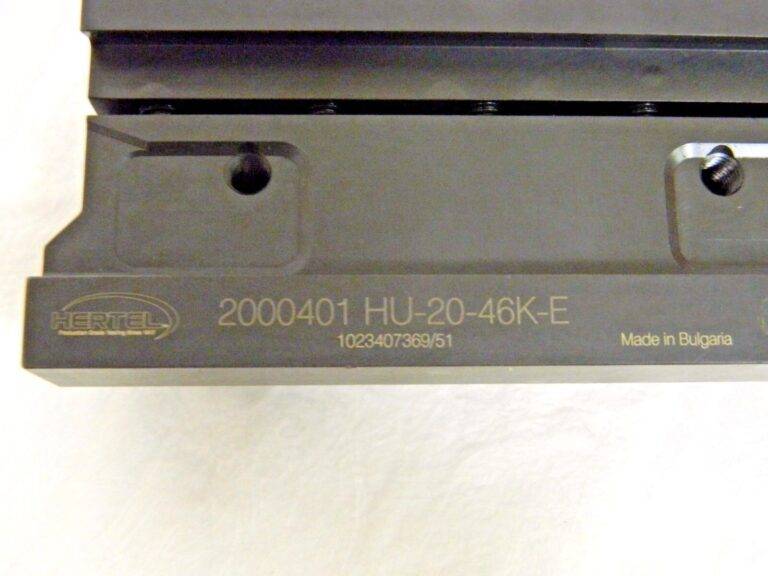 HERTEL
2000401 HU-20-46K-E
1023407369/51
Made in Bulgaria